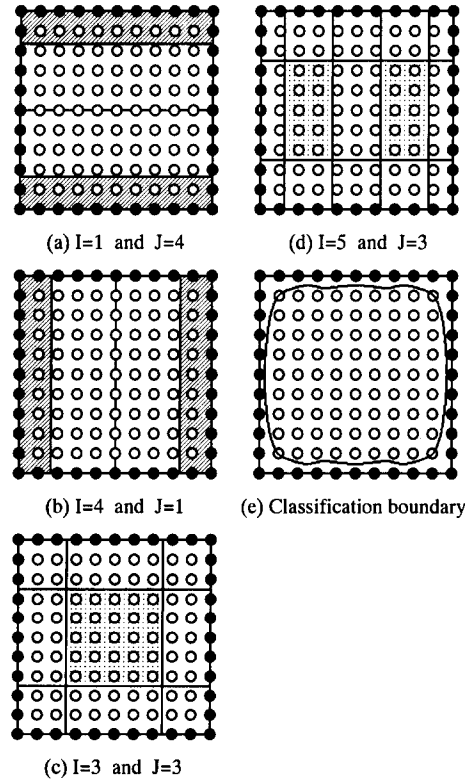 (a) I=1 and J=4
(d) I=5 and J=3
(b) I=4 and J=1
(e) Classification boundary
(c) I=3 and J=3